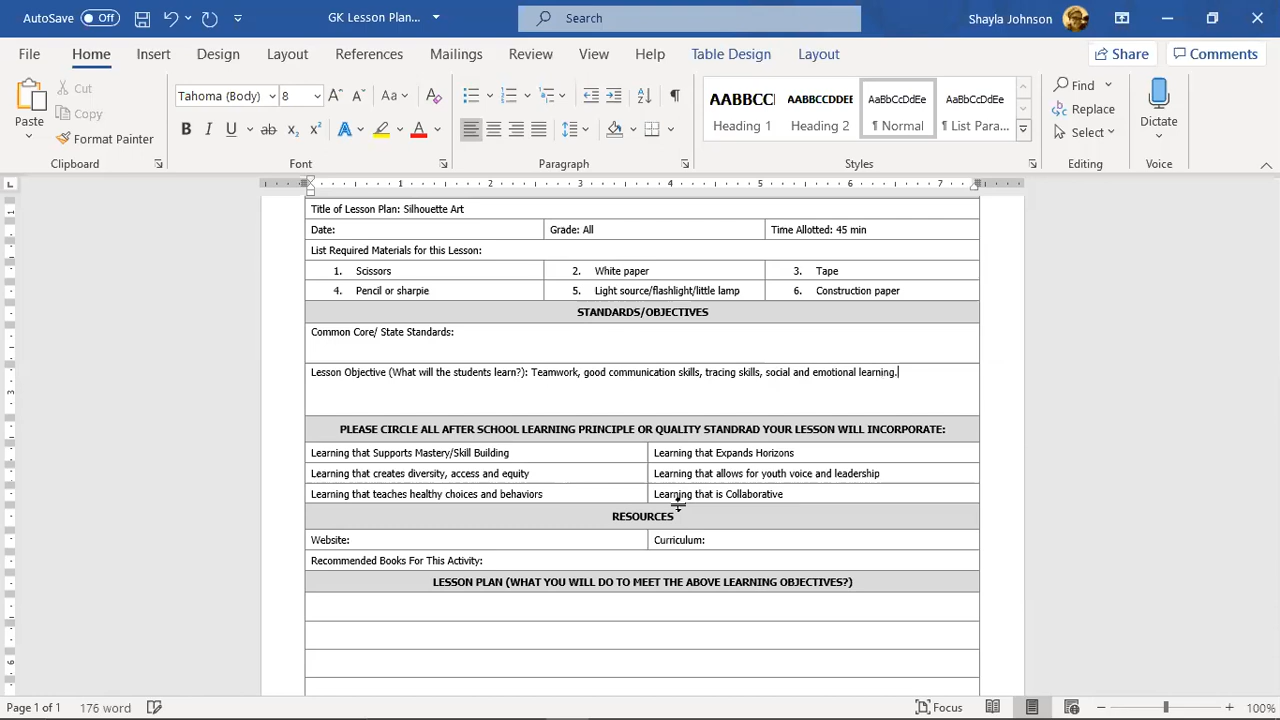 AutoSave Off GK Lesson Plan... Search Shayla Johnson
File Home Insert Design Layout References Mailings Review View Help Table Design Layout Share Comments
Paste Cut Copy Format Painter
Tahoma (Body) 8
AABBCCI Heading 1
AABBCCDDEE Heading 2
AaBbCcDdEe ¶ Normal
AaBbCcDdEe ¶ List Para...
Find Replace Select
Dictate
Clipboard Font Paragraph Styles Editing Voice
1 2 3 4 5 6 7
Title of Lesson Plan: Silhouette Art
Date: Grade: All Time Allotted: 45 min
List Required Materials for this Lesson:
1. Scissors 2. White paper 3. Tape
4. Pencil or sharpie 5. Light source/flashlight/little lamp 6. Construction paper
STANDARDS/OBJECTIVES
Common Core/ State Standards:
Lesson Objective (What will the students learn?): Teamwork, good communication skills, tracing skills, social and emotional learning.
PLEASE CIRCLE ALL AFTER SCHOOL LEARNING PRINCIPLE OR QUALITY STANDRAD YOUR LESSON WILL INCORPORATE:
Learning that Supports Mastery/Skill Building Learning that Expands Horizons
Learning that creates diversity, access and equity Learning that allows for youth voice and leadership
Learning that teaches healthy choices and behaviors Learning that is Collaborative
RESOURCES
Website: Curriculum:
Recommended Books For This Activity:
LESSON PLAN (WHAT YOU WILL DO TO MEET THE ABOVE LEARNING OBJECTIVES?)
Page 1 of 1 176 word Focus 100%